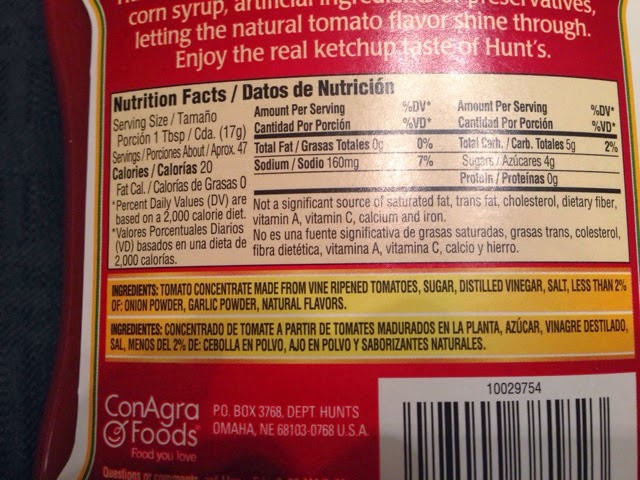 corn syrup, artificial ingredients or preservatives,
letting the natural tomato flavor shine through.
Enjoy the real ketchup taste of Hunt's.
Nutrition Facts / Datos de Nutrición
Serving Size / Tamaño
Porción 1 Tbsp / Cda. (17g)
Servings / Porciones About / Aprox. 47
Calories / Calorías 20
Fat Cal. / Calorías de Grasas 0
*Percent Daily Values (DV) are
based on a 2,000 calorie diet.
*Valores Porcentuales Diarios
(VD) basados en una dieta de
2,000 calorías.
Amount Per Serving %DV*
Cantidad Por Porción %VD*
Total Fat / Grasas Totales 0g 0%
Sodium / Sodio 160mg 7%
Amount Per Serving %DV*
Cantidad Por Porción %VD*
Total Carb. / Carb. Totales 5g 2%
Sugars / Azúcares 4g
Protein / Proteínas 0g
Not a significant source of saturated fat, trans fat, cholesterol, dietary fiber,
vitamin A, vitamin C, calcium and iron.
No es una fuente significativa de grasas saturadas, grasas trans, colesterol,
fibra dietética, vitamina A, vitamina C, calcio y hierro.
INGREDIENTS: TOMATO CONCENTRATE MADE FROM VINE RIPENED TOMATOES, SUGAR, DISTILLED VINEGAR, SALT, LESS THAN 2%
OF: ONION POWDER, GARLIC POWDER, NATURAL FLAVORS.
INGREDIENTES: CONCENTRADO DE TOMATE A PARTIR DE TOMATES MADURADOS EN LA PLANTA, AZÚCAR, VINAGRE DESTILADO,
SAL, MENOS DEL 2% DE: CEBOLLA EN POLVO, AJO EN POLVO Y SABORIZANTES NATURALES.
ConAgra
Foods®
Food you love
P.O. BOX 3768, DEPT HUNTS
OMAHA, NE 68103-0768 U.S.A.
10029754
Questions or comments